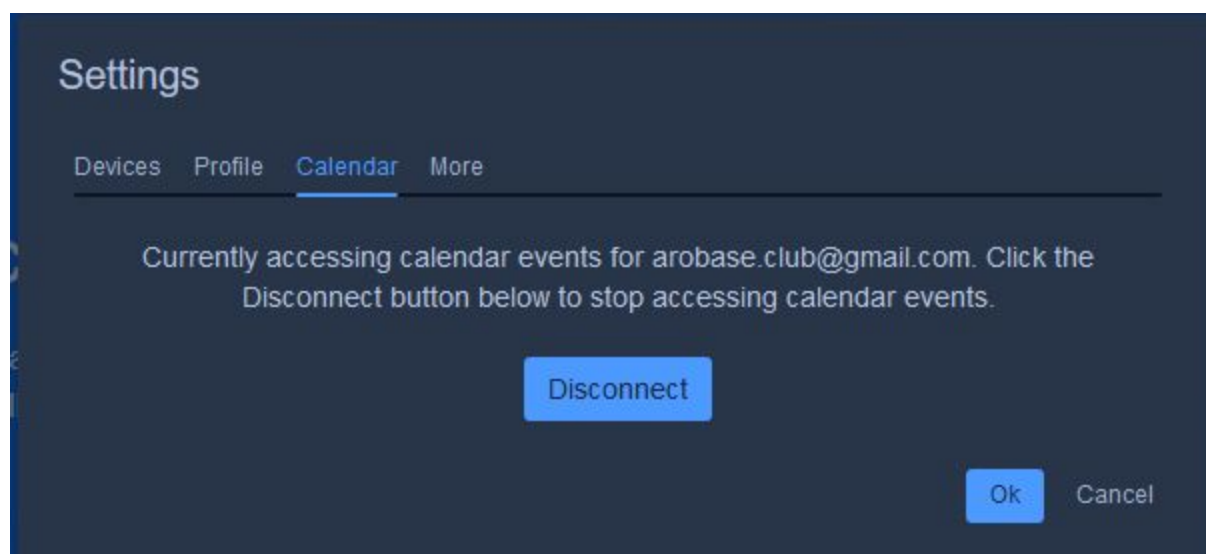 Settings
Devices Profile Calendar More
Currently accessing calendar events for arobase.club@gmail.com. Click the
Disconnect button below to stop accessing calendar events.
Disconnect
Ok Cancel